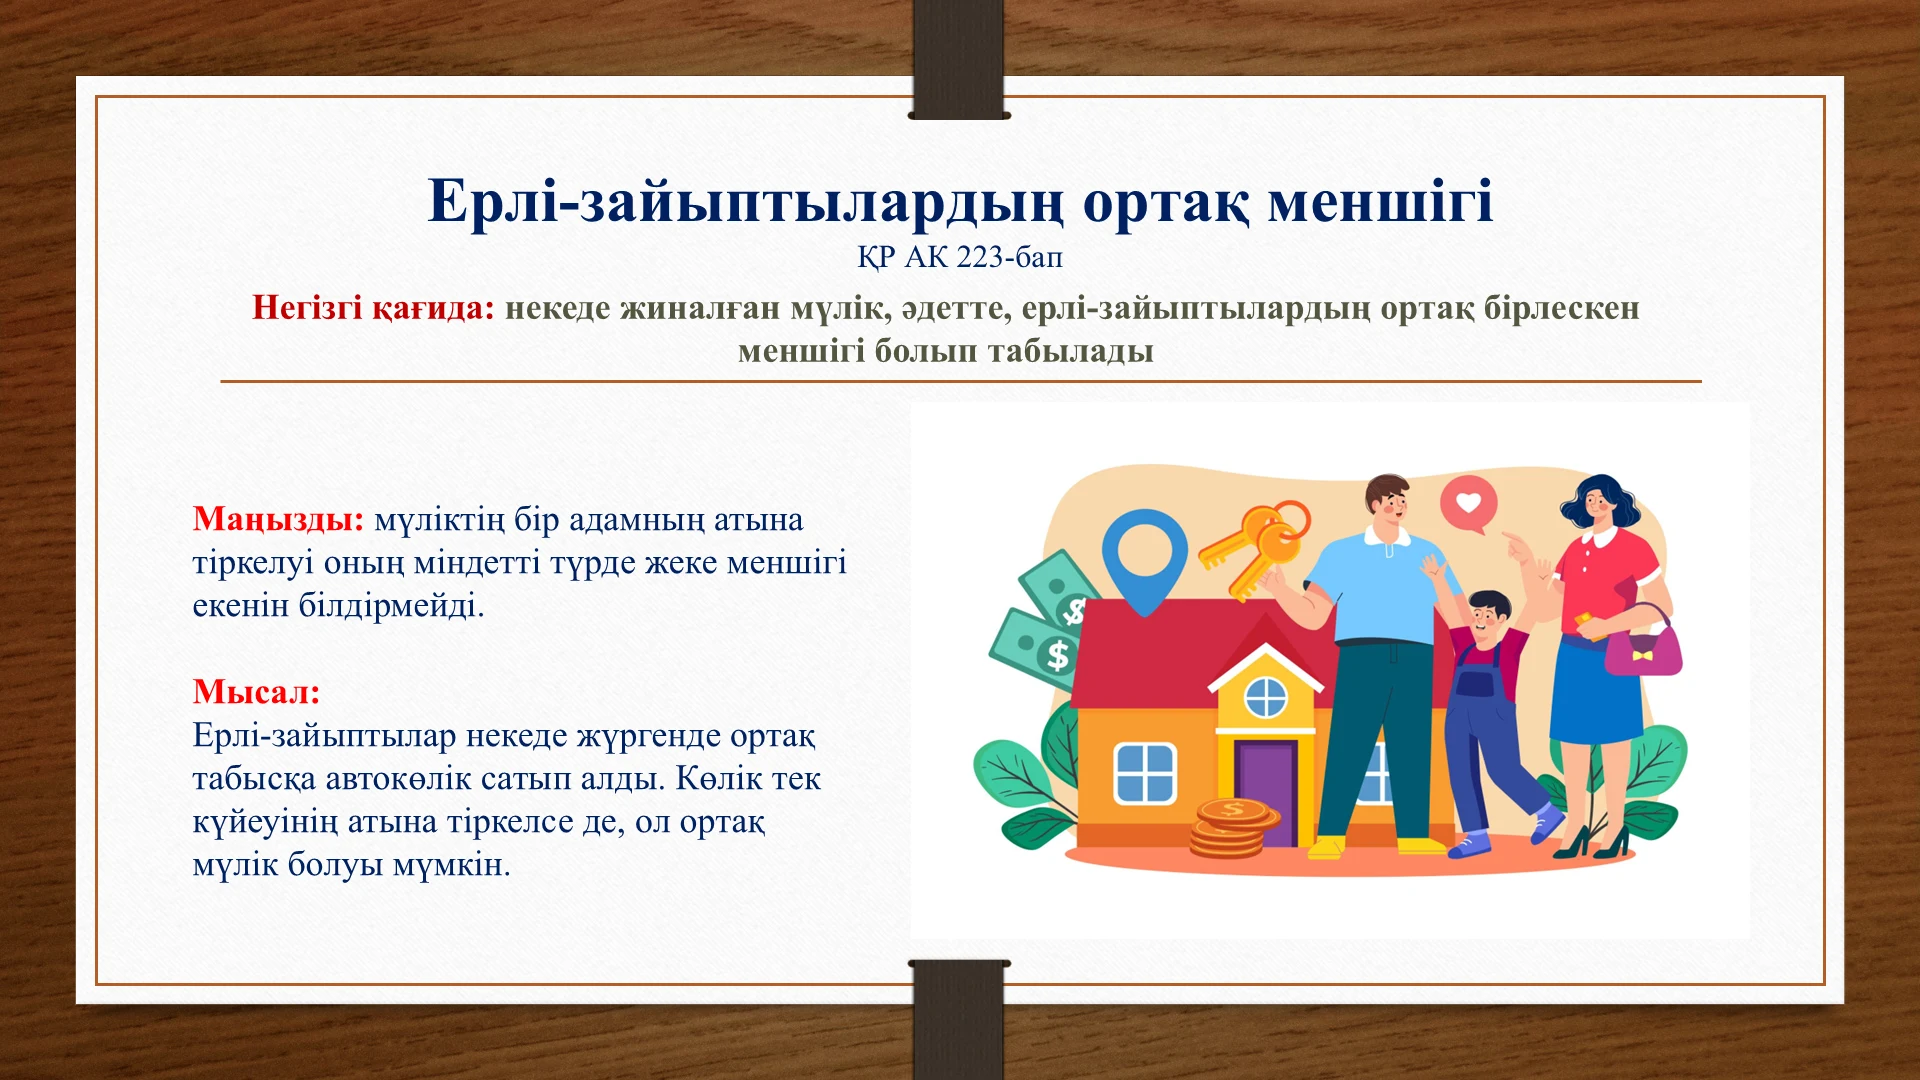 Ерлі-зайыптылардың ортақ меншігі
ҚР АК 223-бап
Негізгі қағида: некеде жиналған мүлік, әдетте, ерлі-зайыптылардың ортақ бірлескен
меншігі болып табылады
Маңызды: мүліктің бір адамның атына
тіркелуі оның міндетті түрде жеке меншігі
екенін білдірмейді.
Мысал:
Ерлі-зайыптылар некеде жүргенде ортақ
табысқа автокөлік сатып алды. Көлік тек
күйеуінің атына тіркелсе де, ол ортақ
мүлік болуы мүмкін.